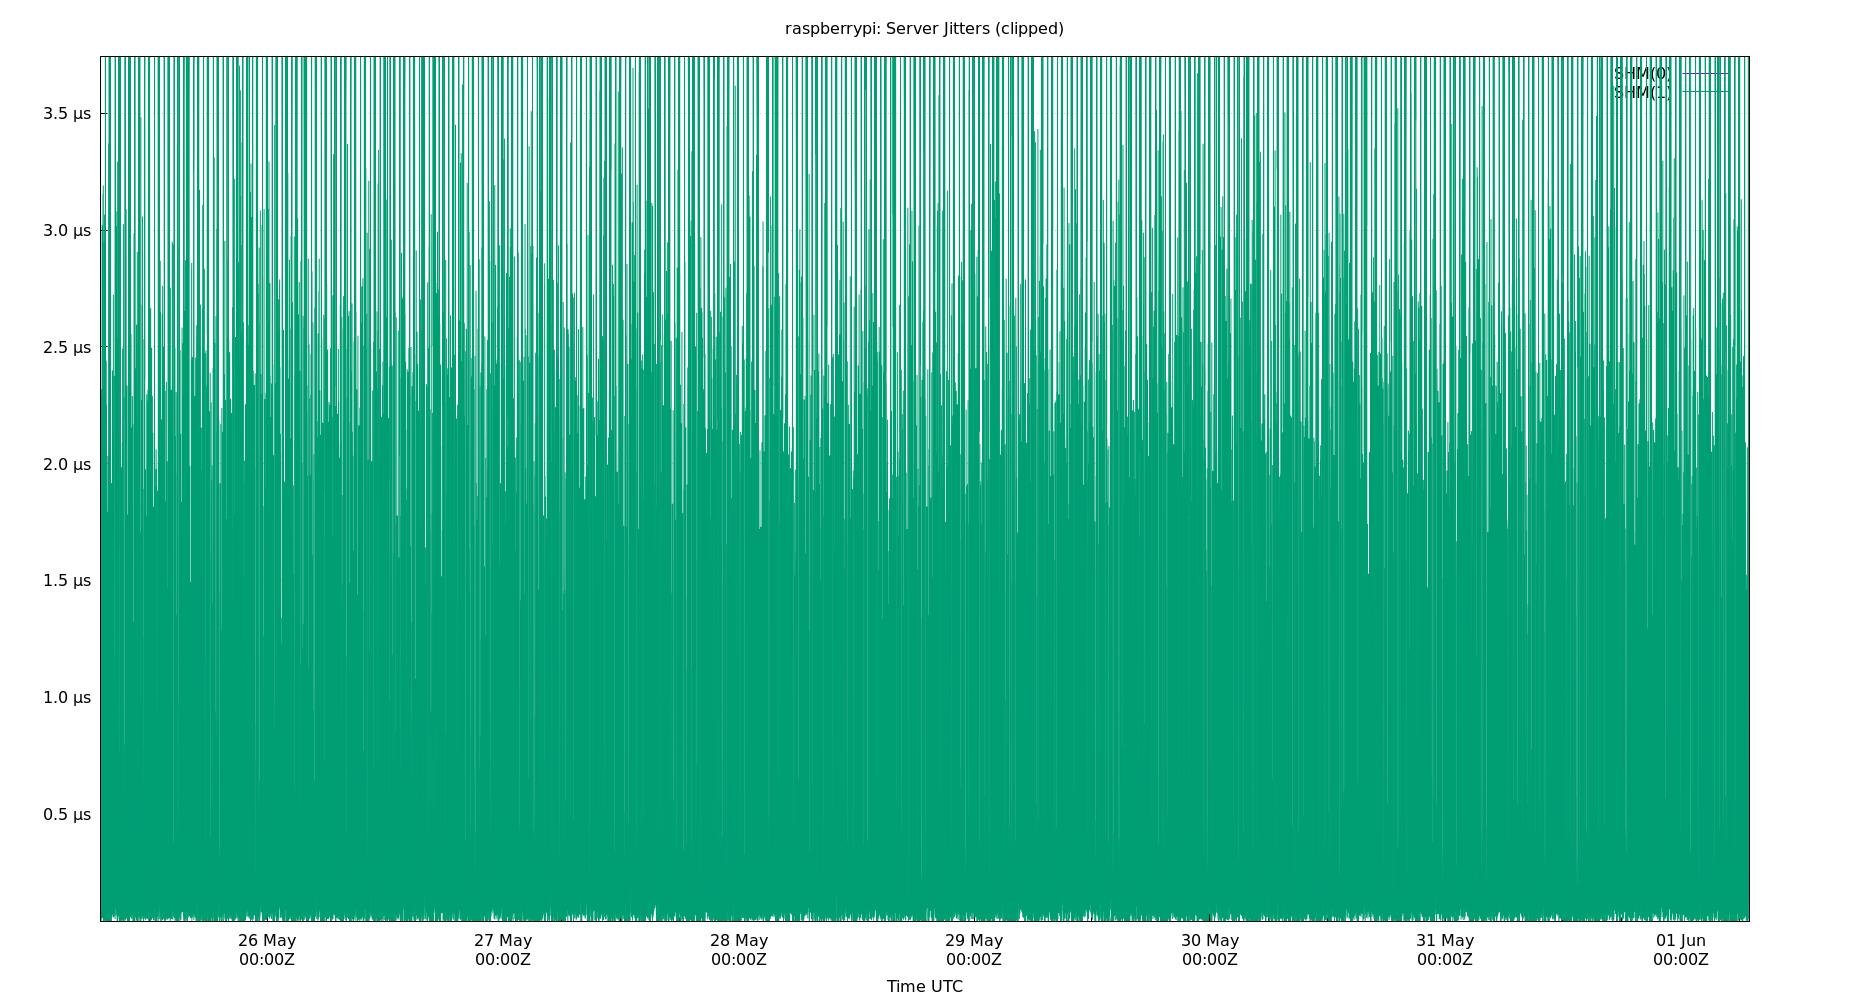 raspberrypi: Server Jitters (clipped)
SHM(0)
SHM(1)
3.5 μs
3.0 μs
2.5 μs
2.0 μs
1.5 μs
1.0 μs
0.5 μs
26 May 27 May 28 May 29 May 30 May 31 May 01 Jun
00:00Z 00:00Z 00:00Z 00:00Z 00:00Z 00:00Z 00:00Z
Time UTC